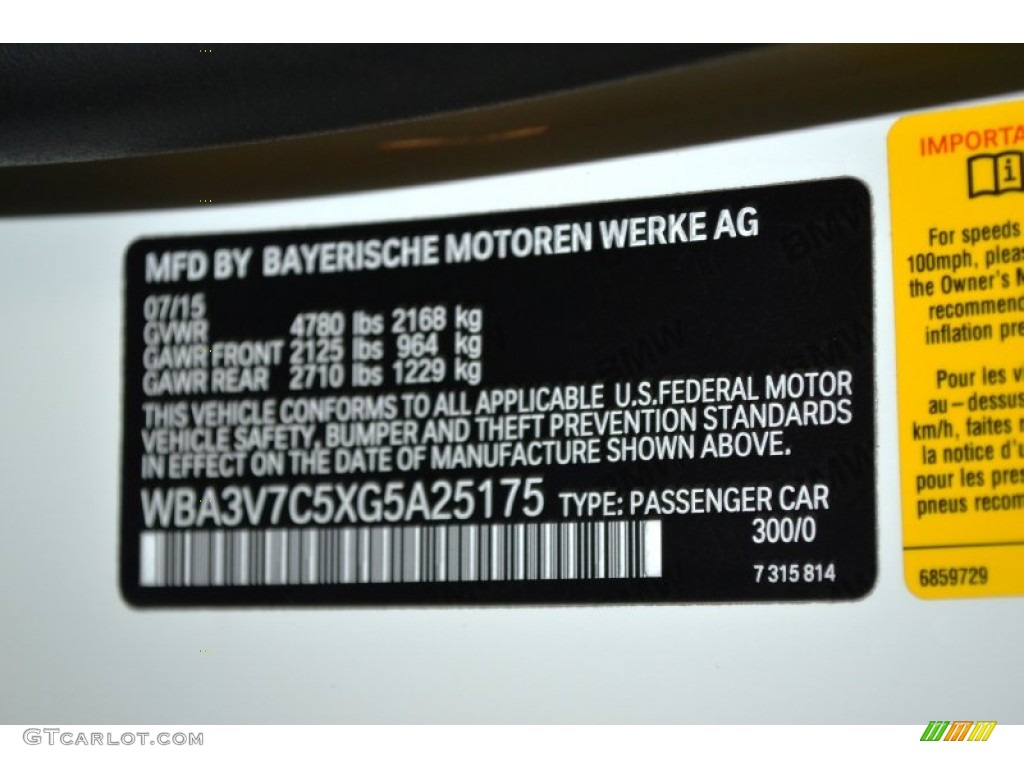 MFD BY BAYERISCHE MOTOREN WERKE AG
07/15
GVWR 4780 lbs 2168 kg
GAWR FRONT 2125 lbs 964 kg
GAWR REAR 2710 lbs 1229 kg
THIS VEHICLE CONFORMS TO ALL APPLICABLE U.S.FEDERAL MOTOR
VEHICLE SAFETY, BUMPER AND THEFT PREVENTION STANDARDS
IN EFFECT ON THE DATE OF MANUFACTURE SHOWN ABOVE.
WBA3V7C5XG5A25175 TYPE: PASSENGER CAR
300/0
7 315 814
IMPORTA
For speeds
100mph, pleas
the Owner's M
recommend
inflation pre
Pour les vi
au-dessus
km/h, faites r
la notice d'u
pour les pres
pneus recom
6859729
GTCARLOT.COM